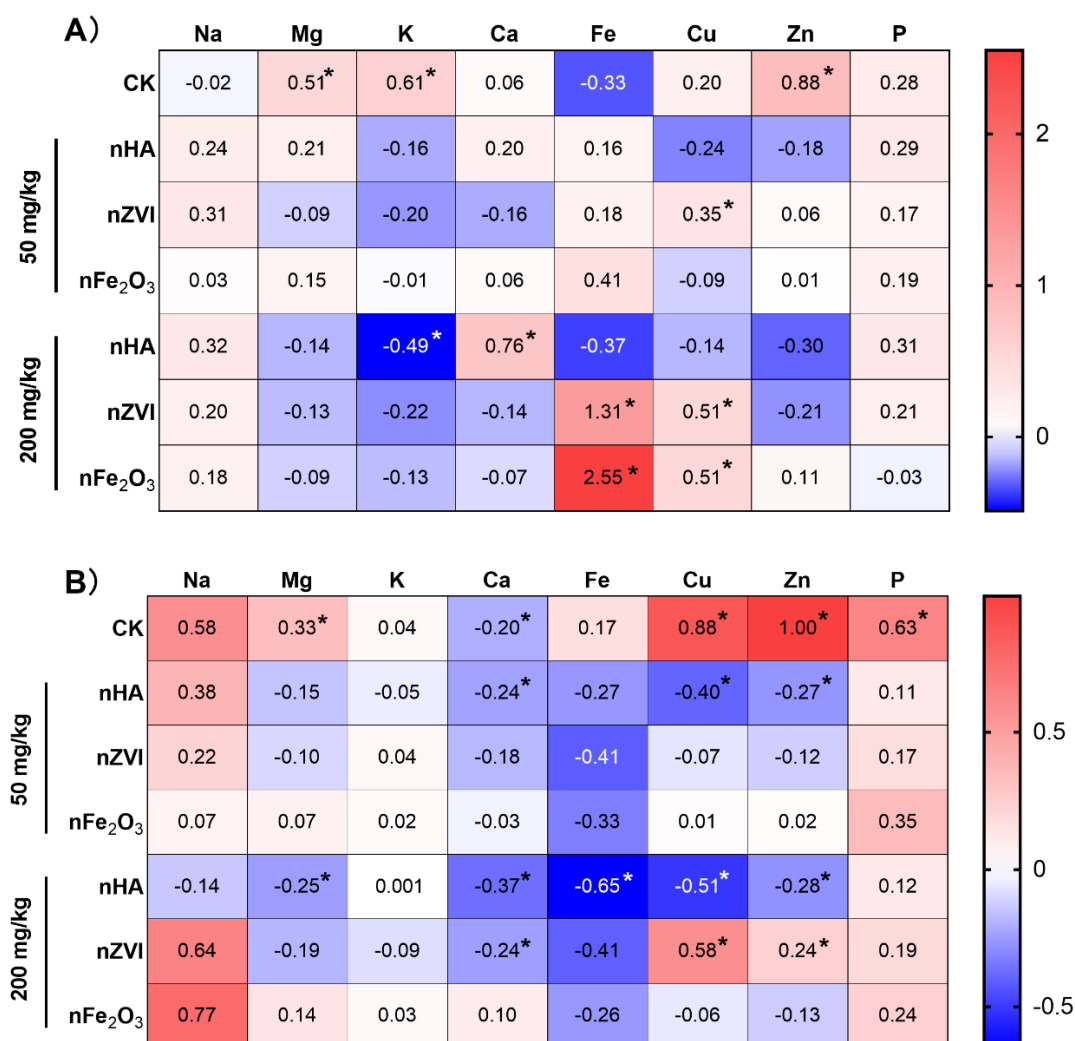 A)
Na Mg K Ca Fe Cu Zn P
CK -0.02 0.51* 0.61* 0.06 -0.33 0.20 0.88* 0.28
50 mg/kg
nHA 0.24 0.21 -0.16 0.20 0.16 -0.24 -0.18 0.29
nZVI 0.31 -0.09 -0.20 -0.16 0.18 0.35* 0.06 0.17
nFe₂O₃ 0.03 0.15 -0.01 0.06 0.41 -0.09 0.01 0.19
200 mg/kg
nHA 0.32 -0.14 -0.49* 0.76* -0.37 -0.14 -0.30 0.31
nZVI 0.20 -0.13 -0.22 -0.14 1.31* 0.51* -0.21 0.21
nFe₂O₃ 0.18 -0.09 -0.13 -0.07 2.55* 0.51* 0.11 -0.03
2
1
0
B)
Na Mg K Ca Fe Cu Zn P
CK 0.58 0.33* 0.04 -0.20* 0.17 0.88* 1.00* 0.63*
50 mg/kg
nHA 0.38 -0.15 -0.05 -0.24* -0.27 -0.40* -0.27* 0.11
nZVI 0.22 -0.10 0.04 -0.18 -0.41 -0.07 -0.12 0.17
nFe₂O₃ 0.07 0.07 0.02 -0.03 -0.33 0.01 0.02 0.35
200 mg/kg
nHA -0.14 -0.25* 0.001 -0.37* -0.65* -0.51* -0.28* 0.12
nZVI 0.64 -0.19 -0.09 -0.24* -0.41 0.58* 0.24* 0.19
nFe₂O₃ 0.77 0.14 0.03 0.10 -0.26 -0.06 -0.13 0.24
0.5
0
-0.5